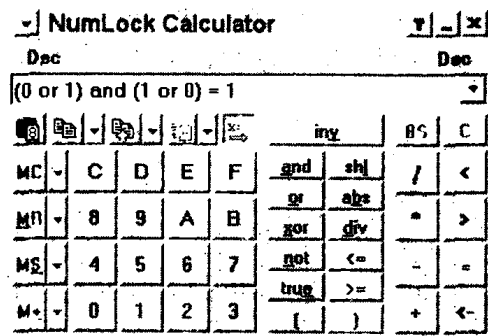 NumLock Calculator
Dec Dec
(0 or 1) and (1 or 0) = 1
inv BS C
MC C D E F and shl / <
or abs
MR 8 9 A B xor div * >
MS 4 5 6 7 not <= - =
true >=
M+ 0 1 2 3 ( ) + <-